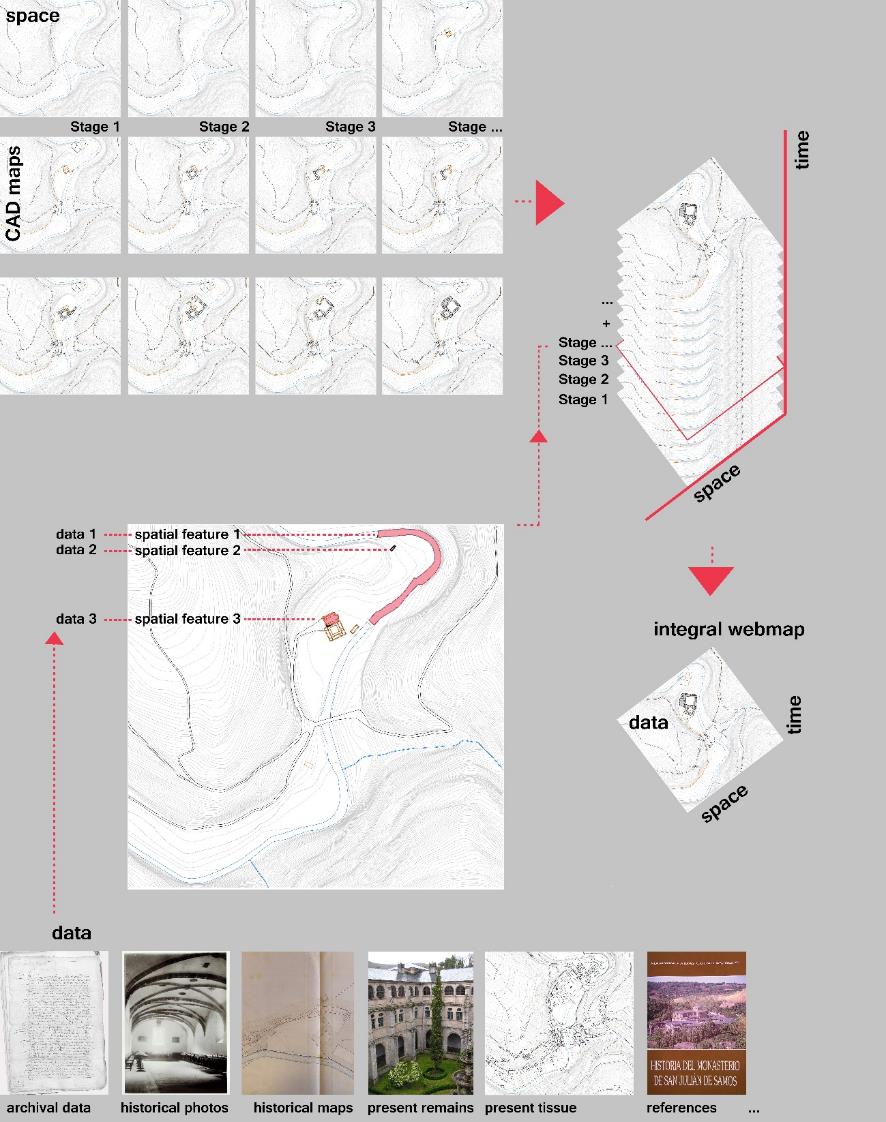 space
Stage 1
Stage 2
Stage 3
Stage ...
CAD maps
time
...
+
Stage ...
Stage 3
Stage 2
Stage 1
space
data 1
spatial feature 1
data 2
spatial feature 2
data 3
spatial feature 3
integral webmap
data
time
space
data
HISTORIA DEL MONASTERIO
DE SAN JULIAN DE SAMOS
archival data
historical photos
historical maps
present remains
present tissue
references
...